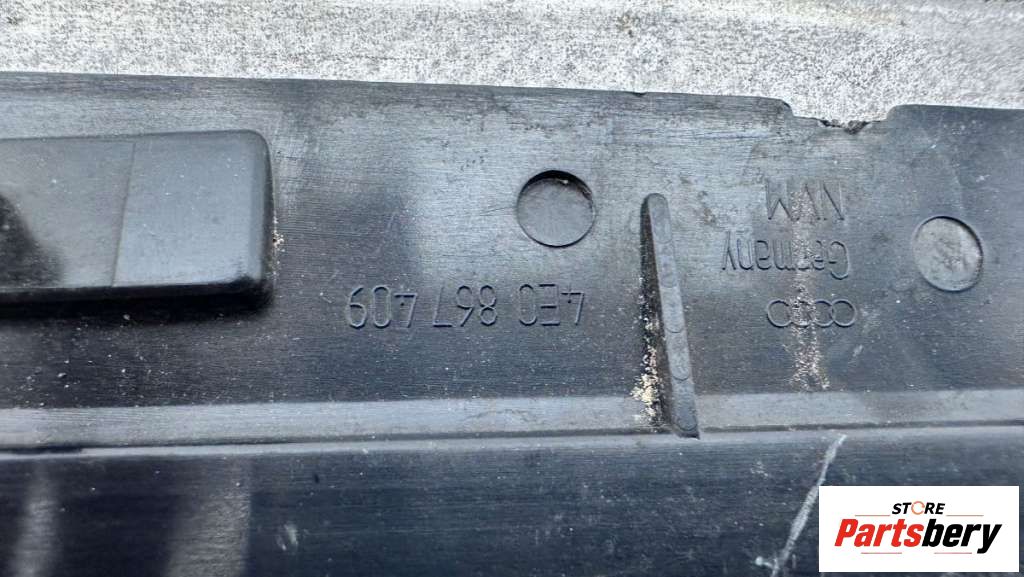 4E0 867 409
Germany
NVM
STORE
Partsbery